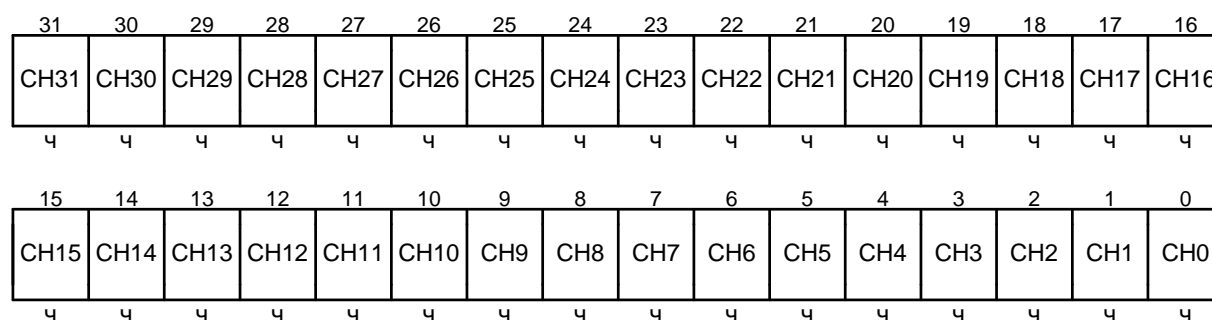 31 30 29 28 27 26 25 24 23 22 21 20 19 18 17 16
CH31 CH30 CH29 CH28 CH27 CH26 CH25 CH24 CH23 CH22 CH21 CH20 CH19 CH18 CH17 CH16
ч ч ч ч ч ч ч ч ч ч ч ч ч ч ч ч
15 14 13 12 11 10 9 8 7 6 5 4 3 2 1 0
CH15 CH14 CH13 CH12 CH11 CH10 CH9 CH8 CH7 CH6 CH5 CH4 CH3 CH2 CH1 CH0
ч ч ч ч ч ч ч ч ч ч ч ч ч ч ч ч